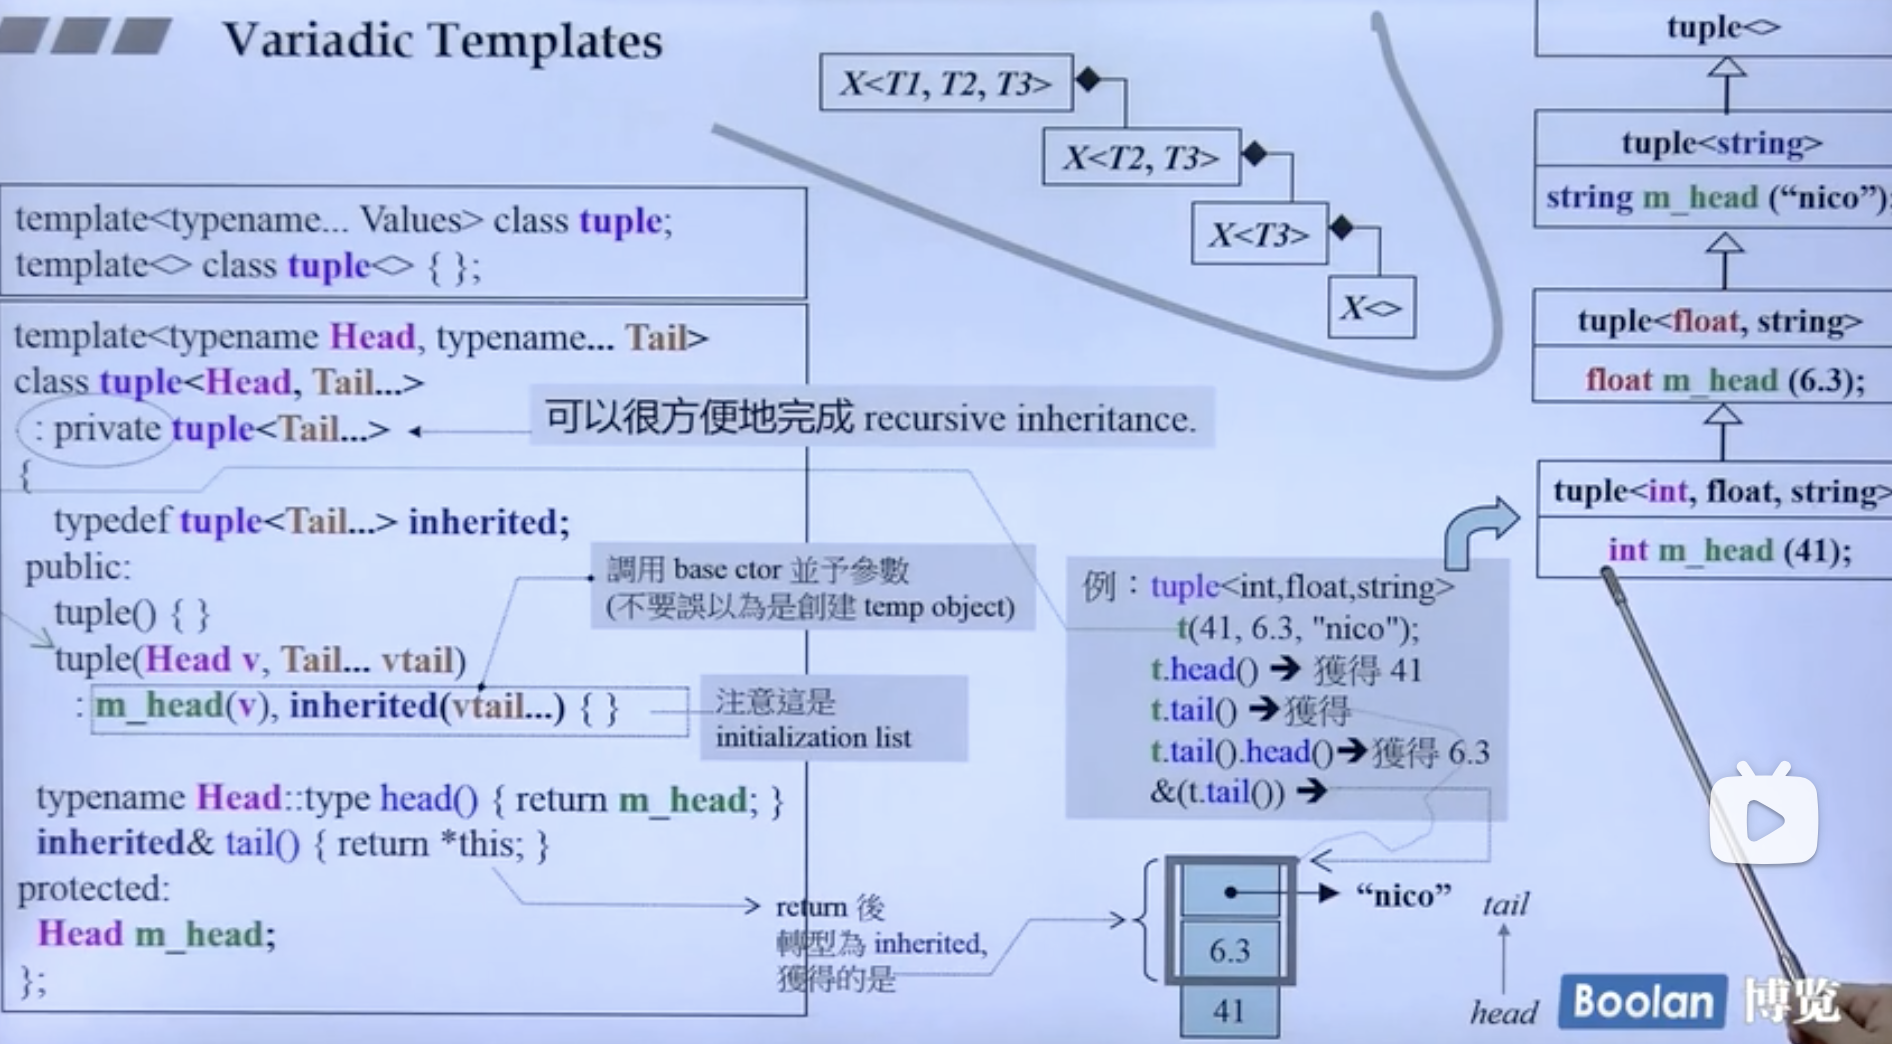 Variadic Templates
X<T1, T2, T3>
X<T2, T3>
X<T3>
X<>
template<typename... Values> class tuple;
template<> class tuple<> { };
template<typename Head, typename... Tail>
class tuple<Head, Tail...>
: private tuple<Tail...>
{
typedef tuple<Tail...> inherited;
public:
tuple() { }
tuple(Head v, Tail... vtail)
: m_head(v), inherited(vtail...) { }
typename Head::type head() { return m_head; }
inherited& tail() { return *this; }
protected:
Head m_head;
};
可以很方便地完成 recursive inheritance.
調用 base ctor 並予參數
(不要誤以為是創建 temp object)
注意這是
initialization list
return 後
轉型為 inherited,
獲得的是
例：tuple<int,float,string>
t(41, 6.3, "nico");
t.head() ➔ 獲得 41
t.tail() ➔獲得
t.tail().head()➔獲得 6.3
&(t.tail()) ➔
"nico"
6.3
41
tail
head
tuple<>
tuple<string>
string m_head (“nico”);
tuple<float, string>
float m_head (6.3);
tuple<int, float, string>
int m_head (41);
Boolan 博览